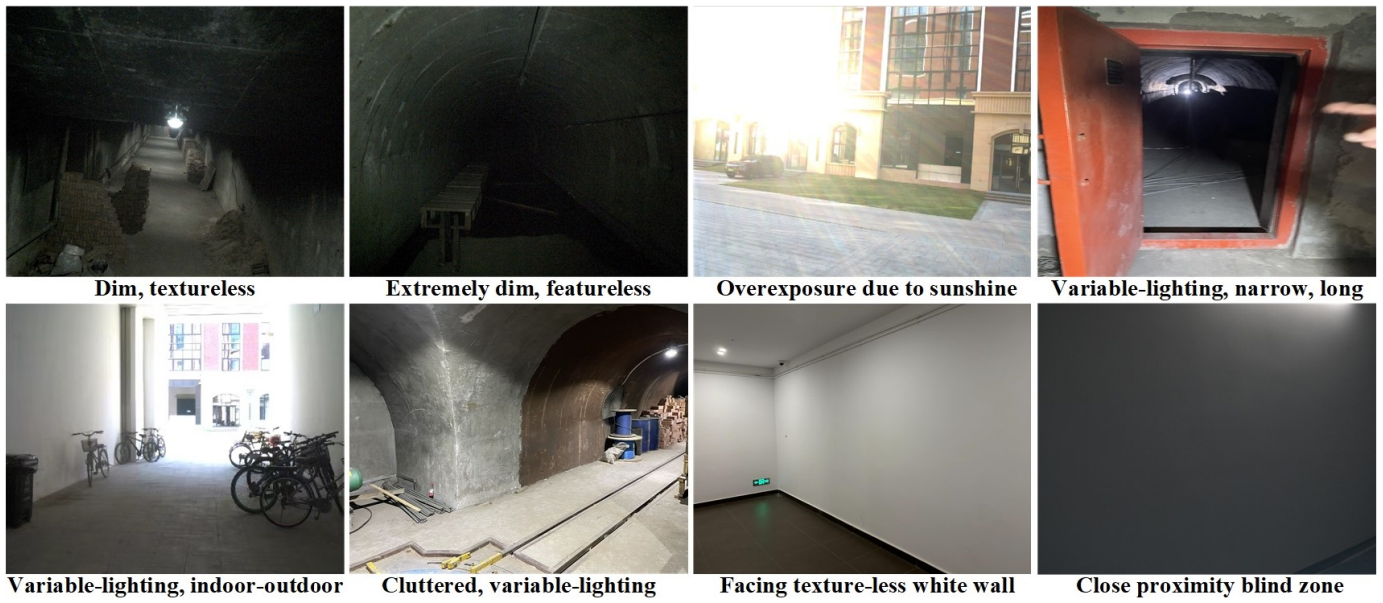 Dim, textureless
Extremely dim, featureless
Overexposure due to sunshine
Variable-lighting, narrow, long
Variable-lighting, indoor-outdoor
Cluttered, variable-lighting
Facing texture-less white wall
Close proximity blind zone